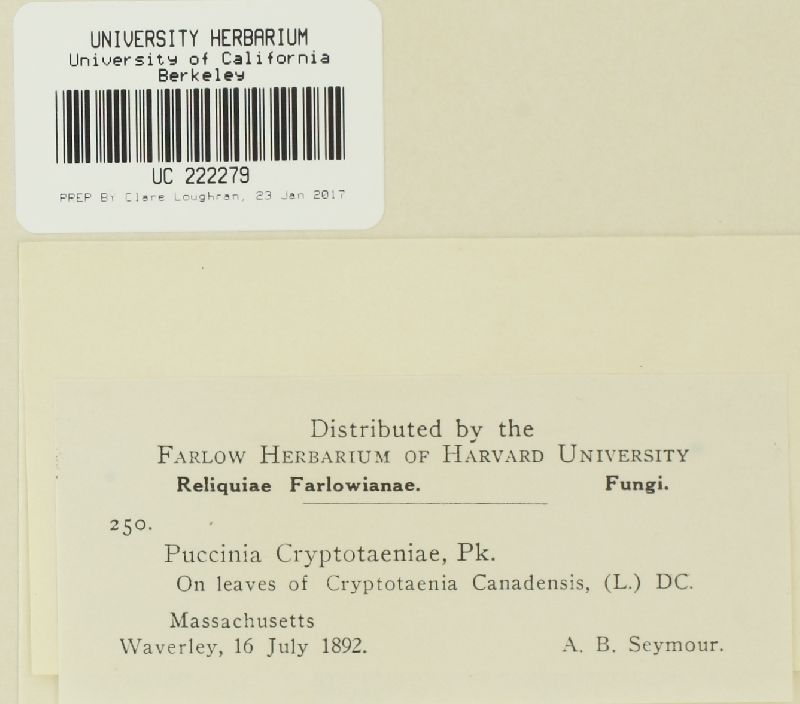 UNIVERSITY HERBARIUM
University of California
Berkeley
UC 222279
PREP BY Clare Loughran, 23 Jan 2017
Distributed by the
FARLOW HERBARIUM OF HARVARD UNIVERSITY
Reliquiae Farlowianae. Fungi.
250.
Puccinia Cryptotaeniae, Pk.
On leaves of Cryptotaenia Canadensis, (L.) DC.
Massachusetts
Waverley, 16 July 1892. A. B. Seymour.